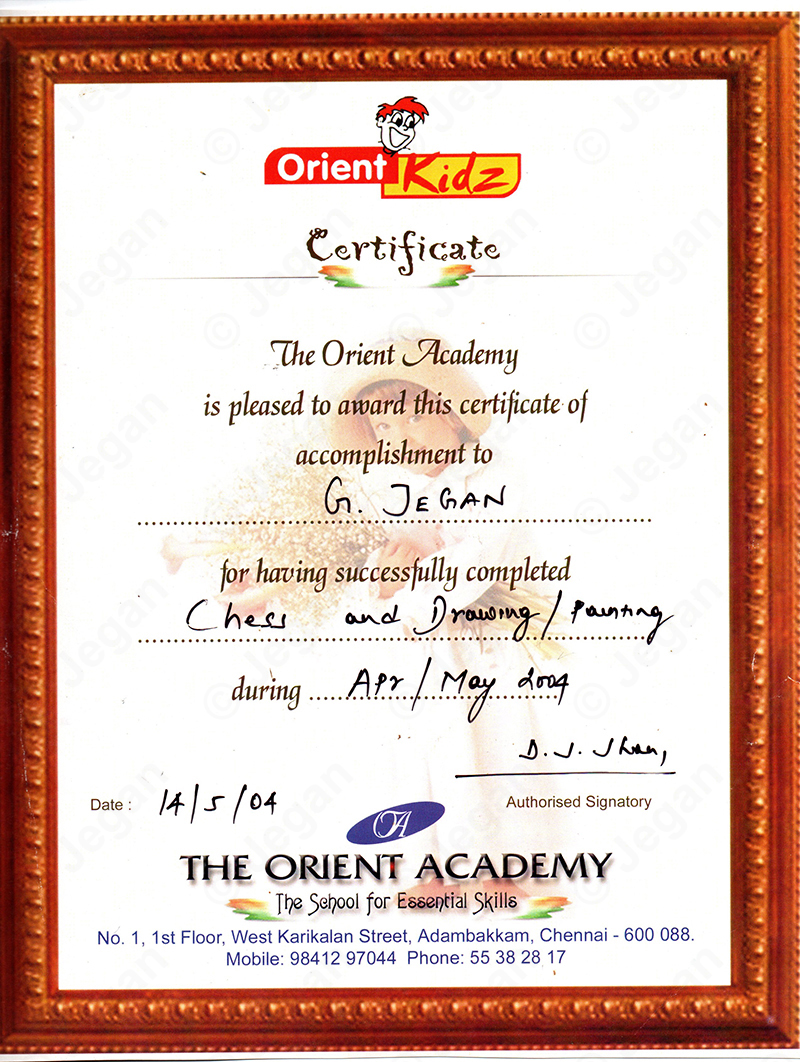 Orient Kidz
Certificate
The Orient Academy
is pleased to award this certificate of
accomplishment to
G. JEGAN
for having successfully completed
Chess and Drawing/Painting
during Apr/May 2004
Date : 14/5/04
Authorised Signatory
OA
THE ORIENT ACADEMY
The School for Essential Skills
No. 1, 1st Floor, West Karikalan Street, Adambakkam, Chennai - 600 088.
Mobile: 98412 97044 Phone: 55 38 28 17
© Jegan